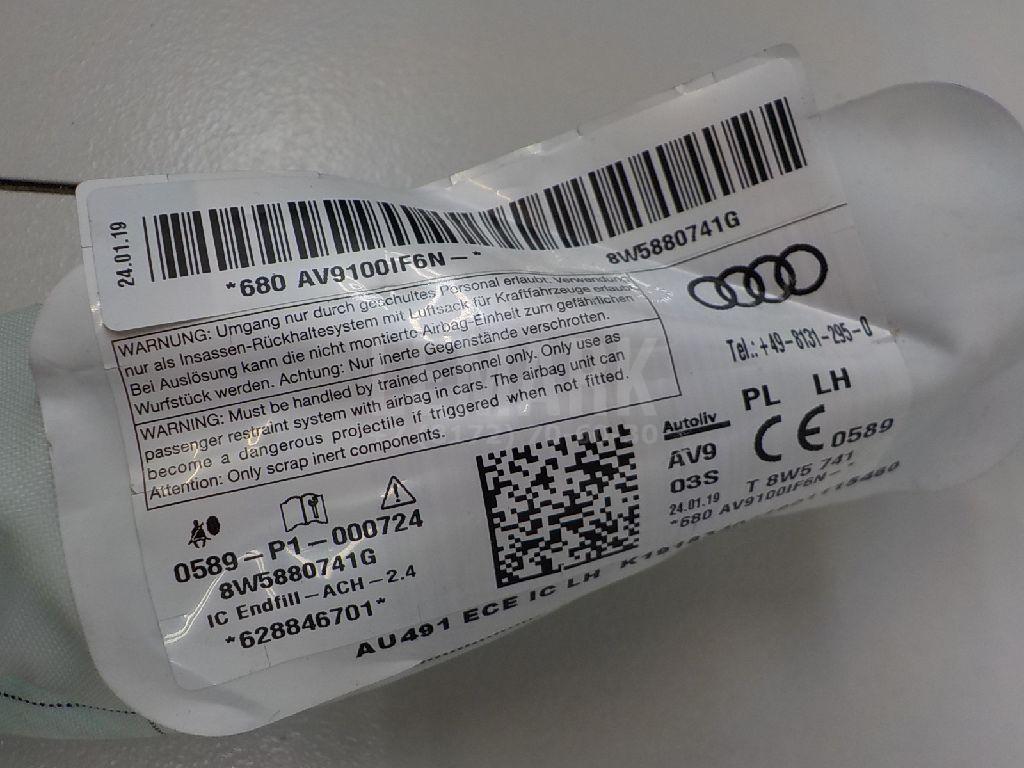 24.01.19
*680 AV9100IF6N-*
8W5880741G
WARNUNG: Umgang nur durch geschultes Personal erlaubt. Verwendung
nur als Insassen-Rückhaltesystem mit Luftsack für Kraftfahrzeuge erlaubt.
Bei Auslösung kann die nicht montierte Airbag-Einheit zum gefährlichen
Wurfstück werden. Achtung: Nur inerte Gegenstände verschrotten.
WARNING: Must be handled by trained personnel only. Only use as
passenger restraint system with airbag in cars. The airbag unit can
become a dangerous projectile if triggered when not fitted.
Attention: Only scrap inert components.
Tel.: +49-8131-295-0
PL LH
Autoliv
AV9
03S
CE 0589
24.01.19 T 8W5 741
*680 AV9100IF6N-*
0589-P1-000724
8W5880741G
IC Endfill-ACH-2.4
*628846701*
AU491 ECE IC LH